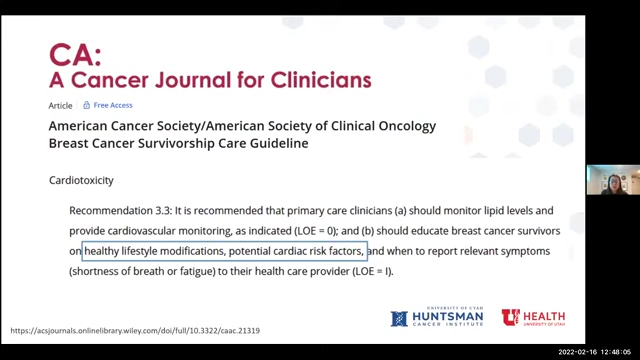 CA:
A Cancer Journal for Clinicians
Article Free Access
American Cancer Society/American Society of Clinical Oncology
Breast Cancer Survivorship Care Guideline
Cardiotoxicity
Recommendation 3.3: It is recommended that primary care clinicians (a) should monitor lipid levels and
provide cardiovascular monitoring, as indicated (LOE = 0); and (b) should educate breast cancer survivors
on healthy lifestyle modifications, potential cardiac risk factors, and when to report relevant symptoms
(shortness of breath or fatigue) to their health care provider (LOE = I).
UNIVERSITY OF UTAH
HUNTSMAN
CANCER INSTITUTE
HEALTH
UNIVERSITY OF UTAH
https://acsjournals.onlinelibrary.wiley.com/doi/full/10.3322/caac.21319
2022-02-16 12:48:05